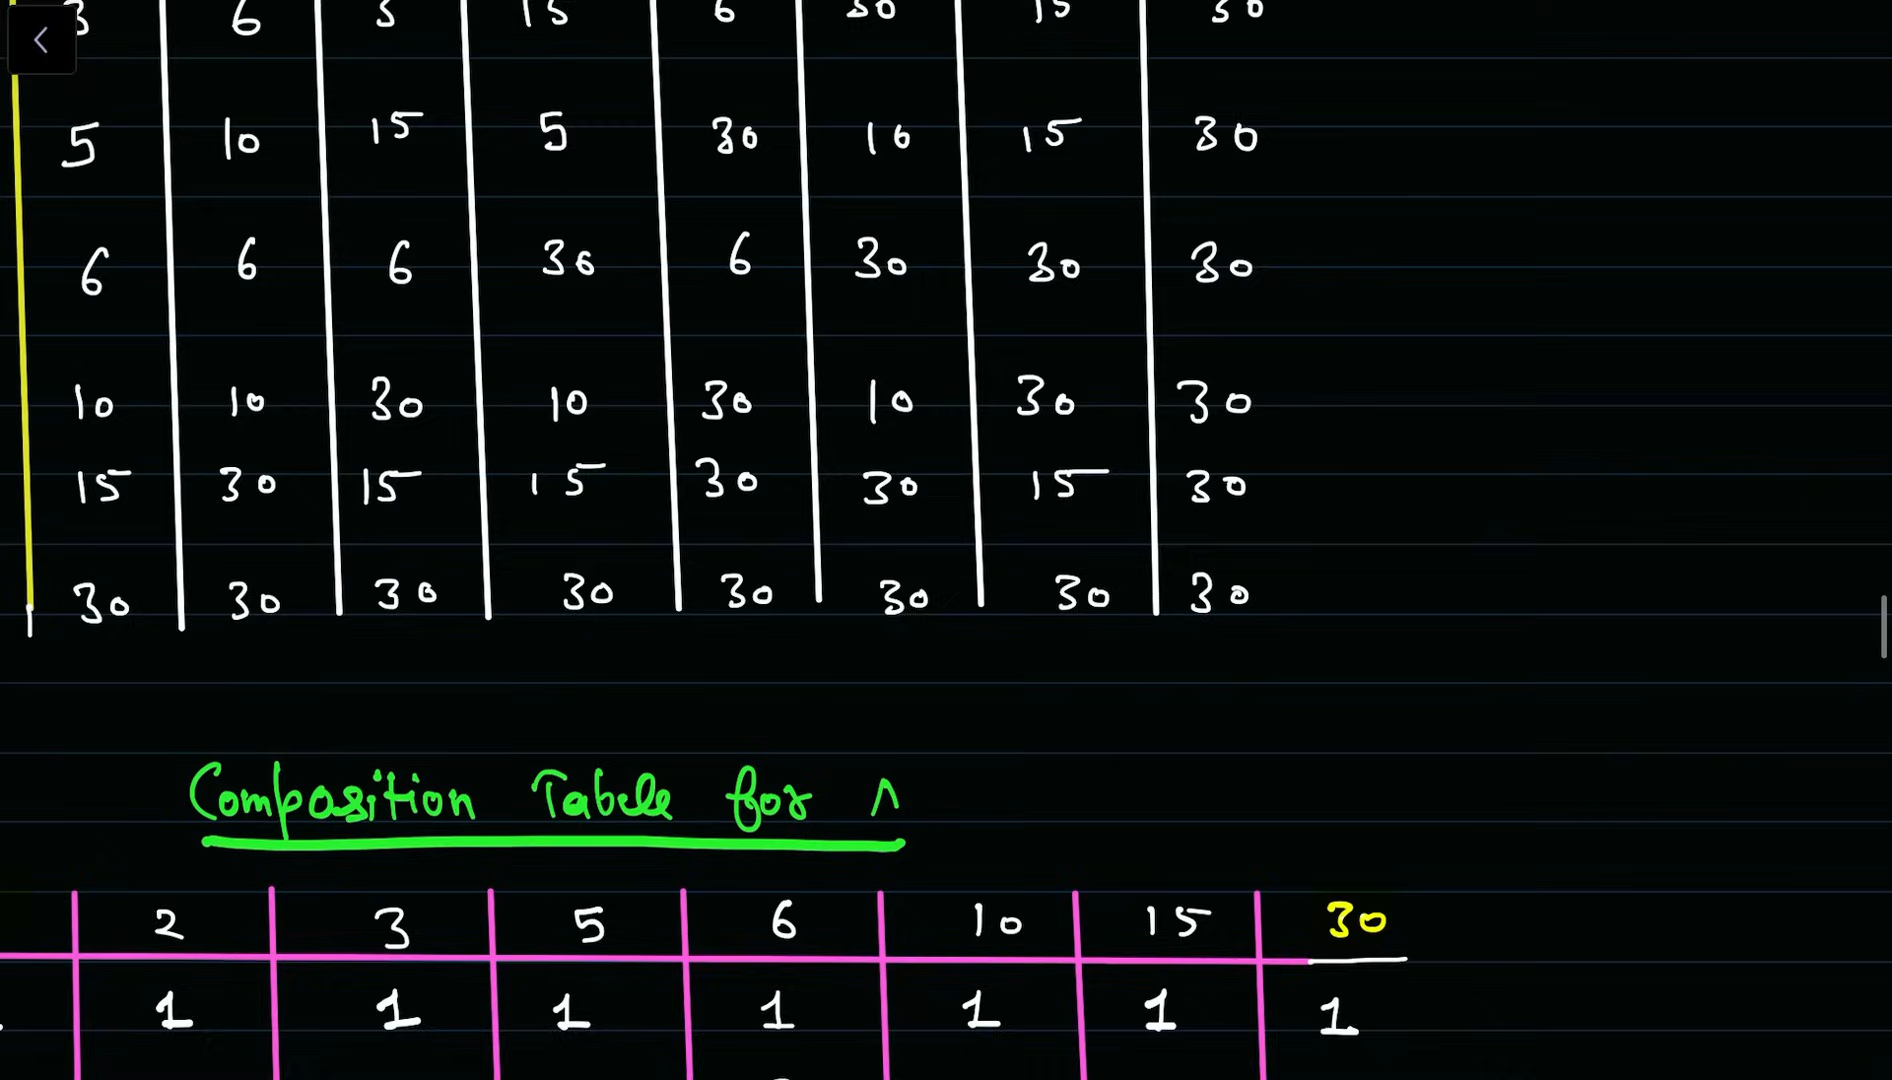 3 6 3 15 6 30 15 30
5 10 15 5 30 10 15 30
6 6 6 30 6 30 30 30
10 10 30 10 30 10 30 30
15 30 15 15 30 30 15 30
30 30 30 30 30 30 30 30
Composition Table for ∧
2 3 5 6 10 15 30
1 1 1 1 1 1 1